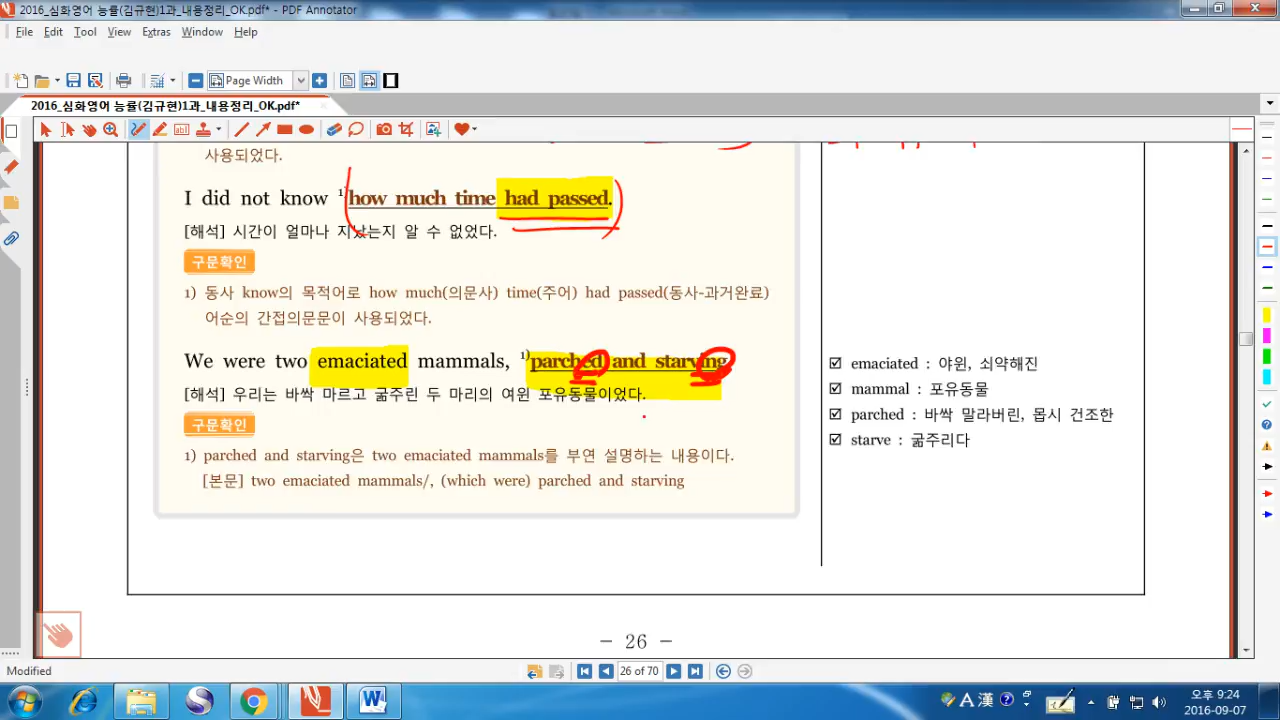 2016_심화영어 능률(김규현)1과_내용정리_OK.pdf* - PDF Annotator
File Edit Tool View Extras Window Help
Page Width
2016_심화영어 능률(김규현)1과_내용정리_OK.pdf*
사용되었다.
I did not know 1)how much time had passed.
[해석] 시간이 얼마나 지났는지 알 수 없었다.
구문확인
1) 동사 know의 목적어로 how much(의문사) time(주어) had passed(동사-과거완료)
어순의 간접의문문이 사용되었다.
We were two emaciated mammals, 1)parched and starving
[해석] 우리는 바싹 마르고 굶주린 두 마리의 여윈 포유동물이었다.
구문확인
1) parched and starving은 two emaciated mammals를 부연 설명하는 내용이다.
[본문] two emaciated mammals/, (which were) parched and starving
emaciated : 야윈, 쇠약해진
mammal : 포유동물
parched : 바싹 말라버린, 몹시 건조한
starve : 굶주리다
- 26 -
Modified
26 of 70
A 漢
오후 9:24
2016-09-07